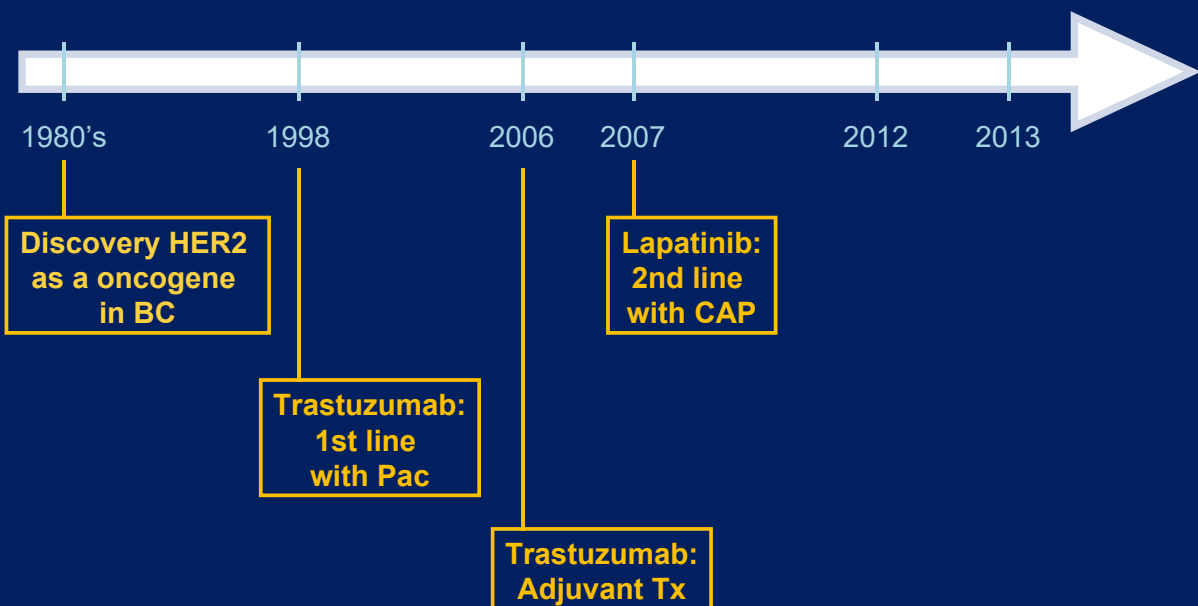 1980’s
1998
2006
2007
2012
2013
Discovery HER2
as a oncogene
in BC
Lapatinib:
2nd line
with CAP
Trastuzumab:
1st line
with Pac
Trastuzumab:
Adjuvant Tx